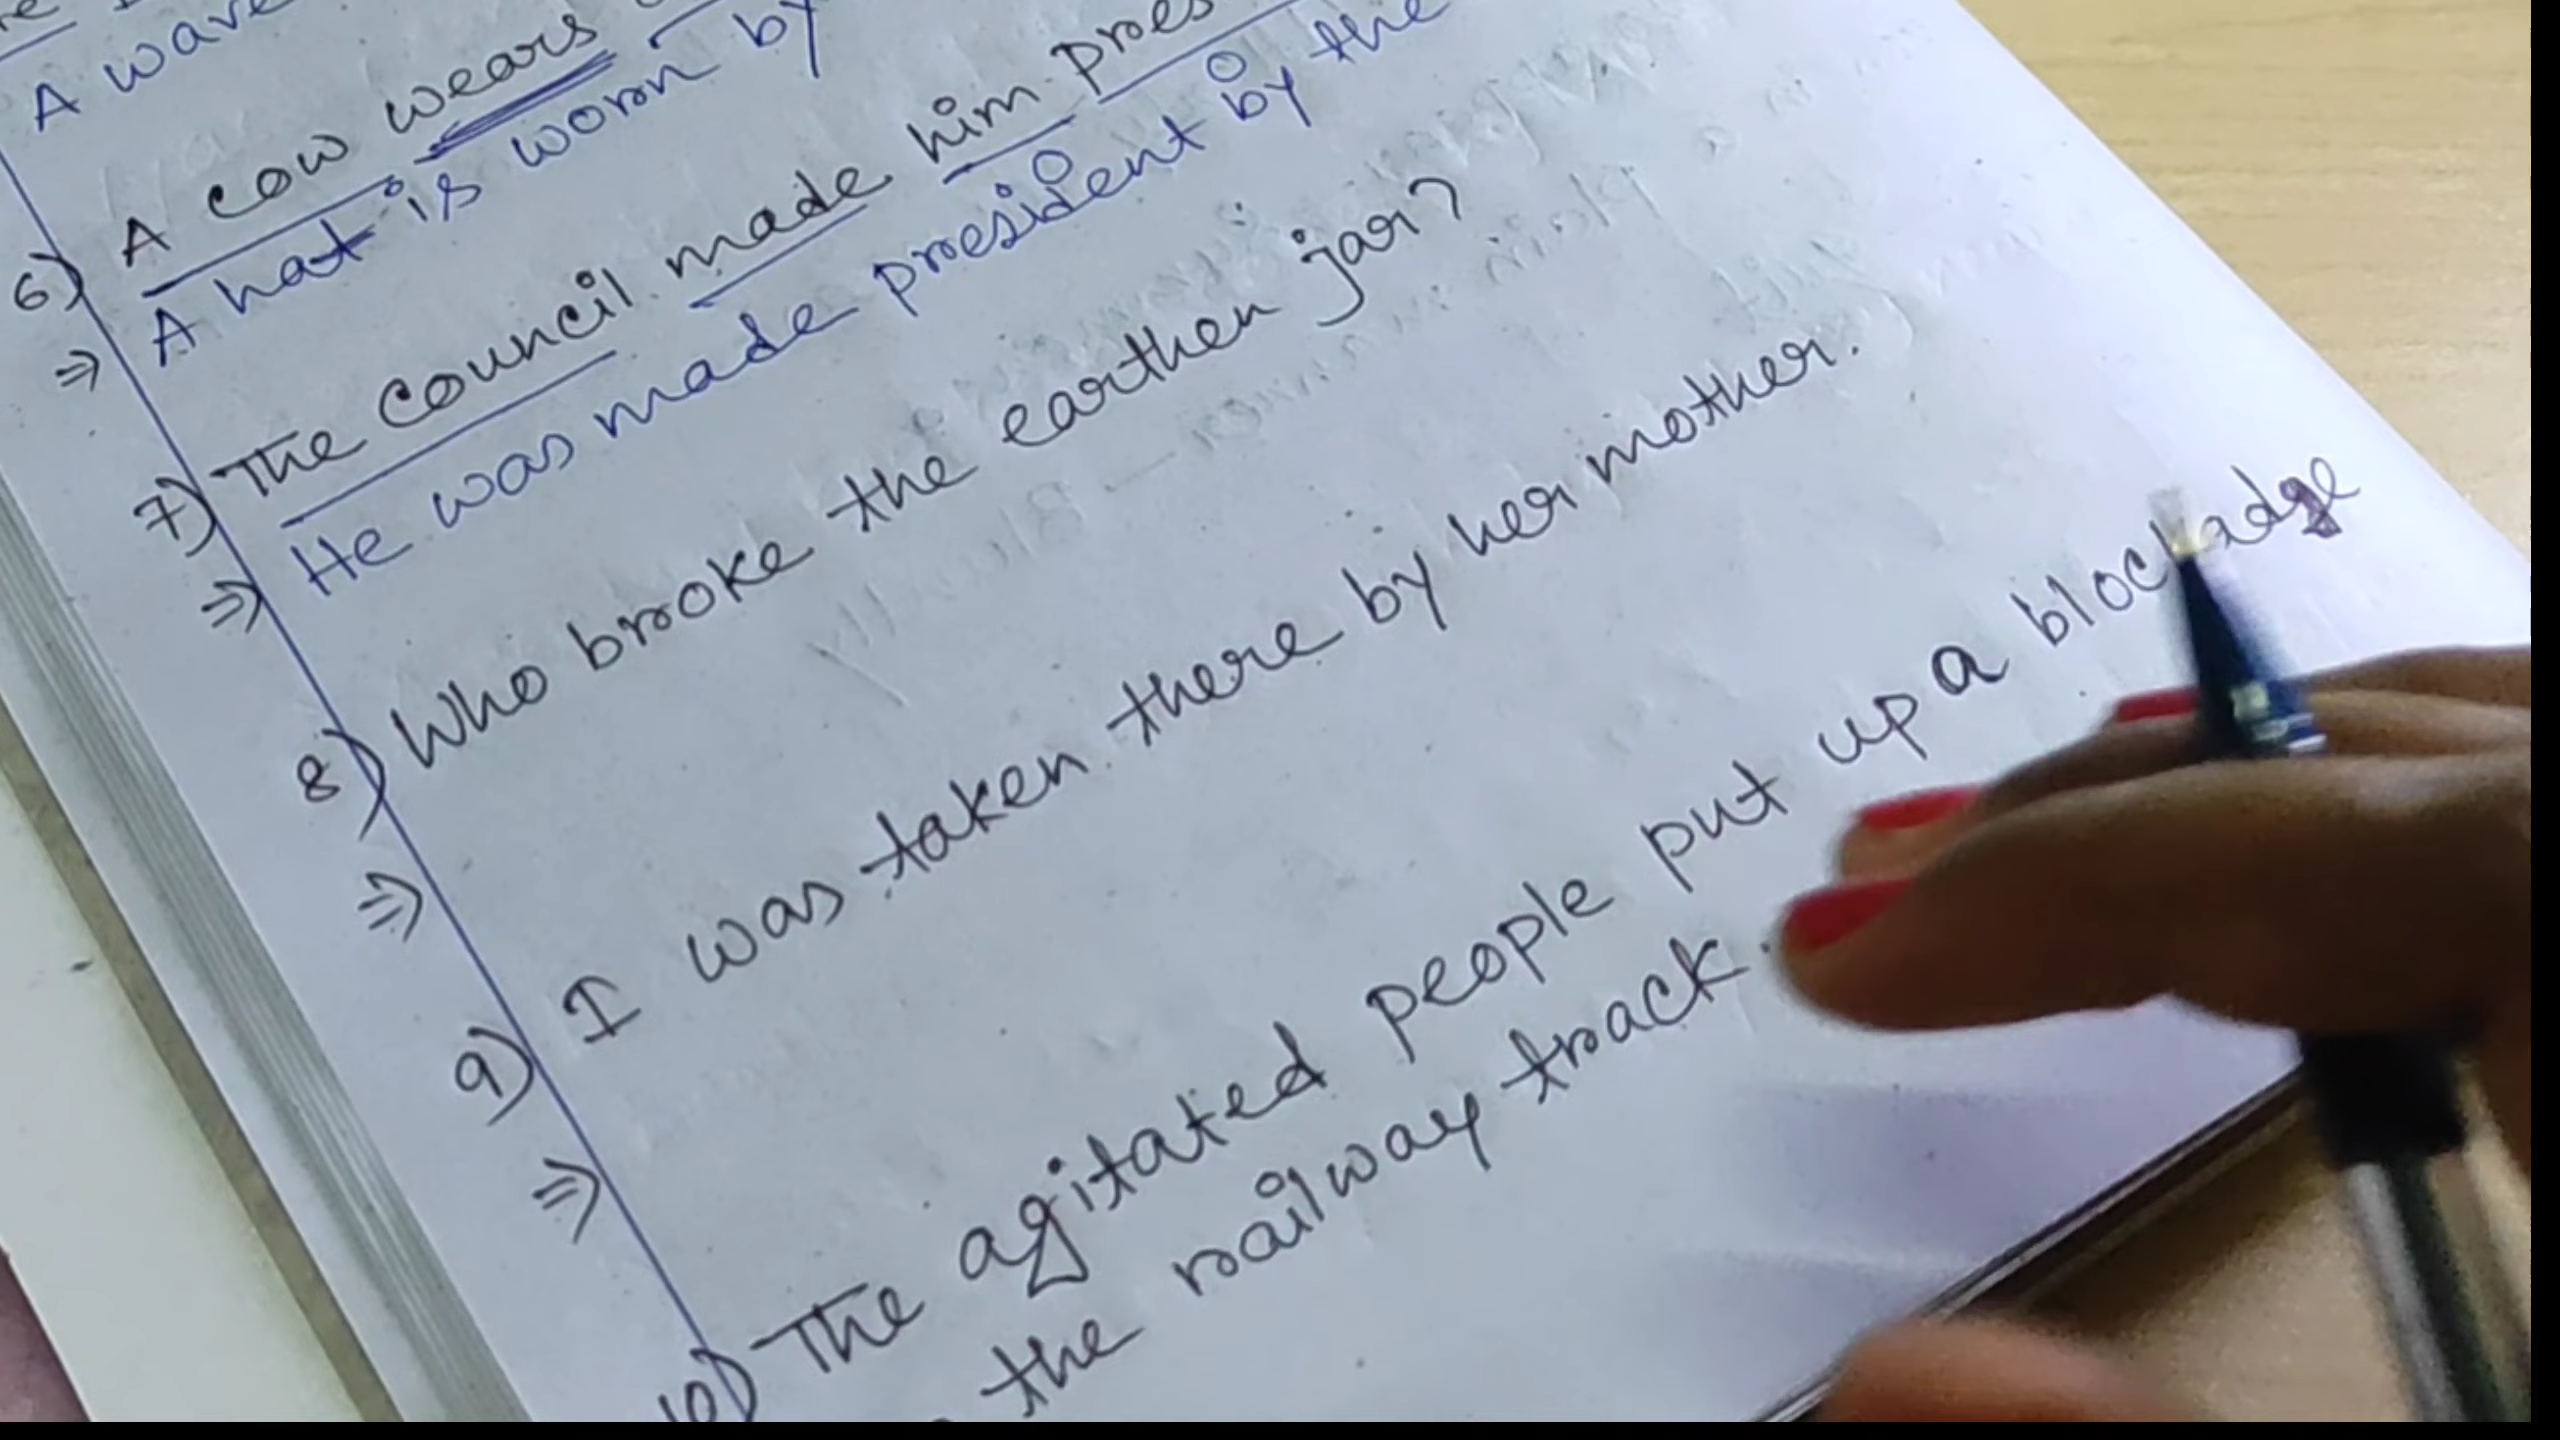 A wave
6) A cow wears
⇒ A hat is worn by
7) The Council made him pres
⇒ He was made president by the
8) Who broke the earthen jar?
⇒
9) I was taken there by her mother.
⇒
10) The agitated people put up a blockadge
the railway track.